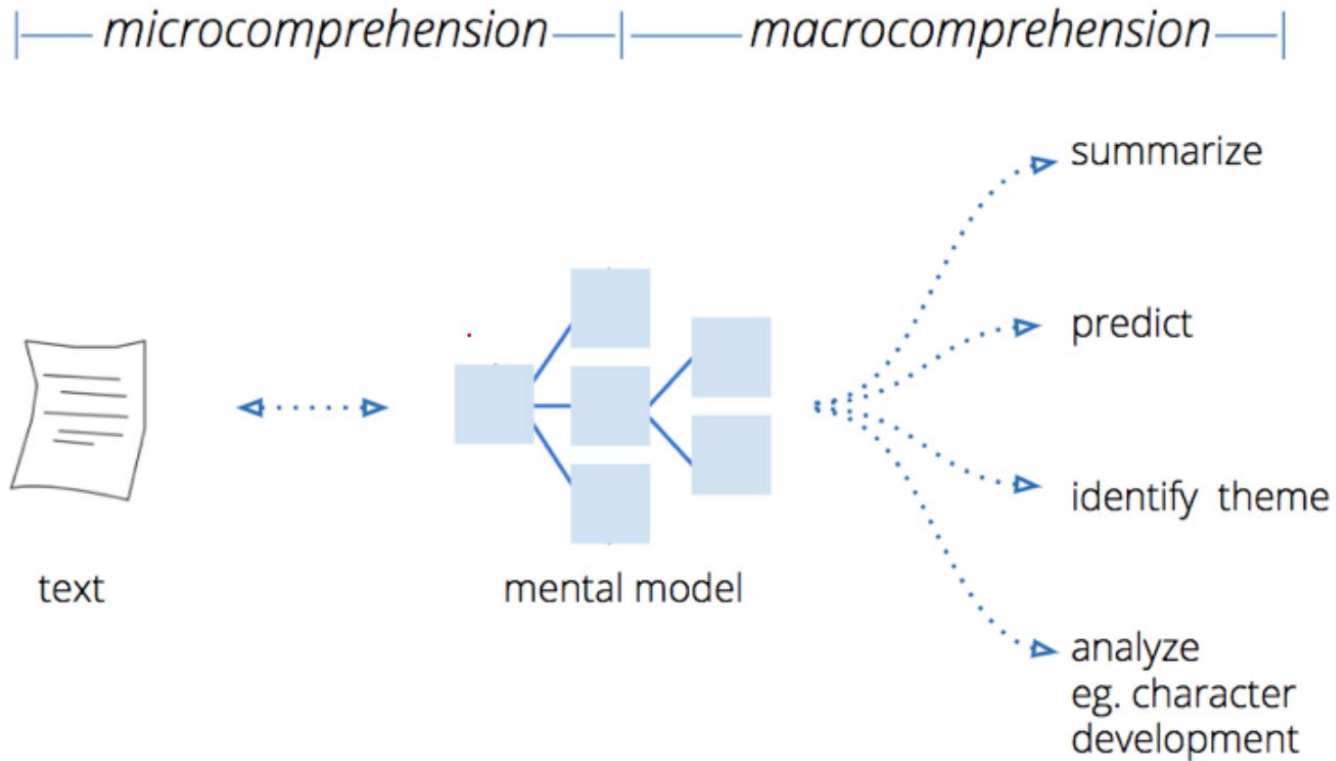 microcomprehension
macrocomprehension
text
mental model
summarize
predict
identify theme
analyze
eg. character
development